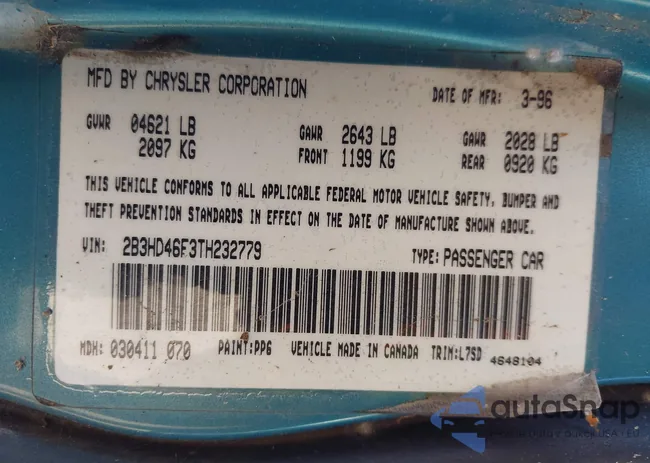 MFD BY CHRYSLER CORPORATION DATE OF MFR: 3-96
GVWR 04621 LB GAWR 2643 LB GAWR 2028 LB
2097 KG FRONT 1199 KG REAR 0920 KG
THIS VEHICLE CONFORMS TO ALL APPLICABLE FEDERAL MOTOR VEHICLE SAFETY, BUMPER AND
THEFT PREVENTION STANDARDS IN EFFECT ON THE DATE OF MANUFACTURE SHOWN ABOVE.
VIN: 2B3HD46F3TH232779 TYPE: PASSENGER CAR
MDH: 030411 070 PAINT:PP6 VEHICLE MADE IN CANADA TRIM:L7SD
4648104
autoSnap